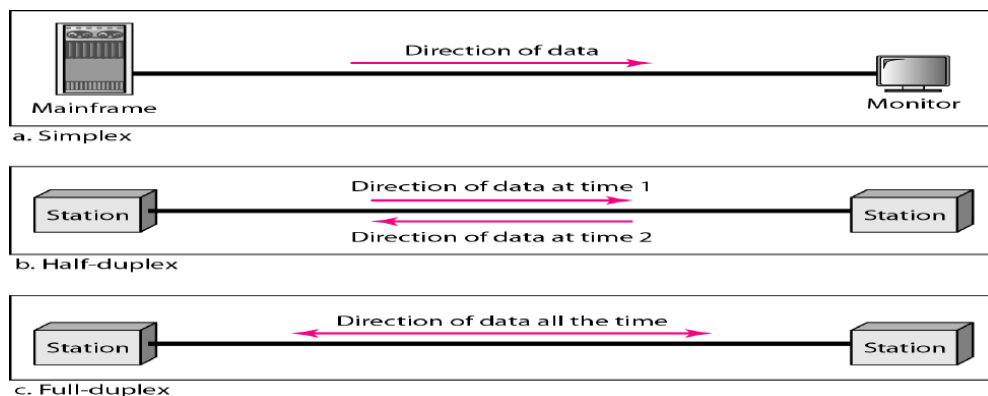 Direction of data
Mainframe
Monitor
a. Simplex
Direction of data at time 1
Station
Station
Direction of data at time 2
b. Half-duplex
Direction of data all the time
Station
Station
c. Full-duplex